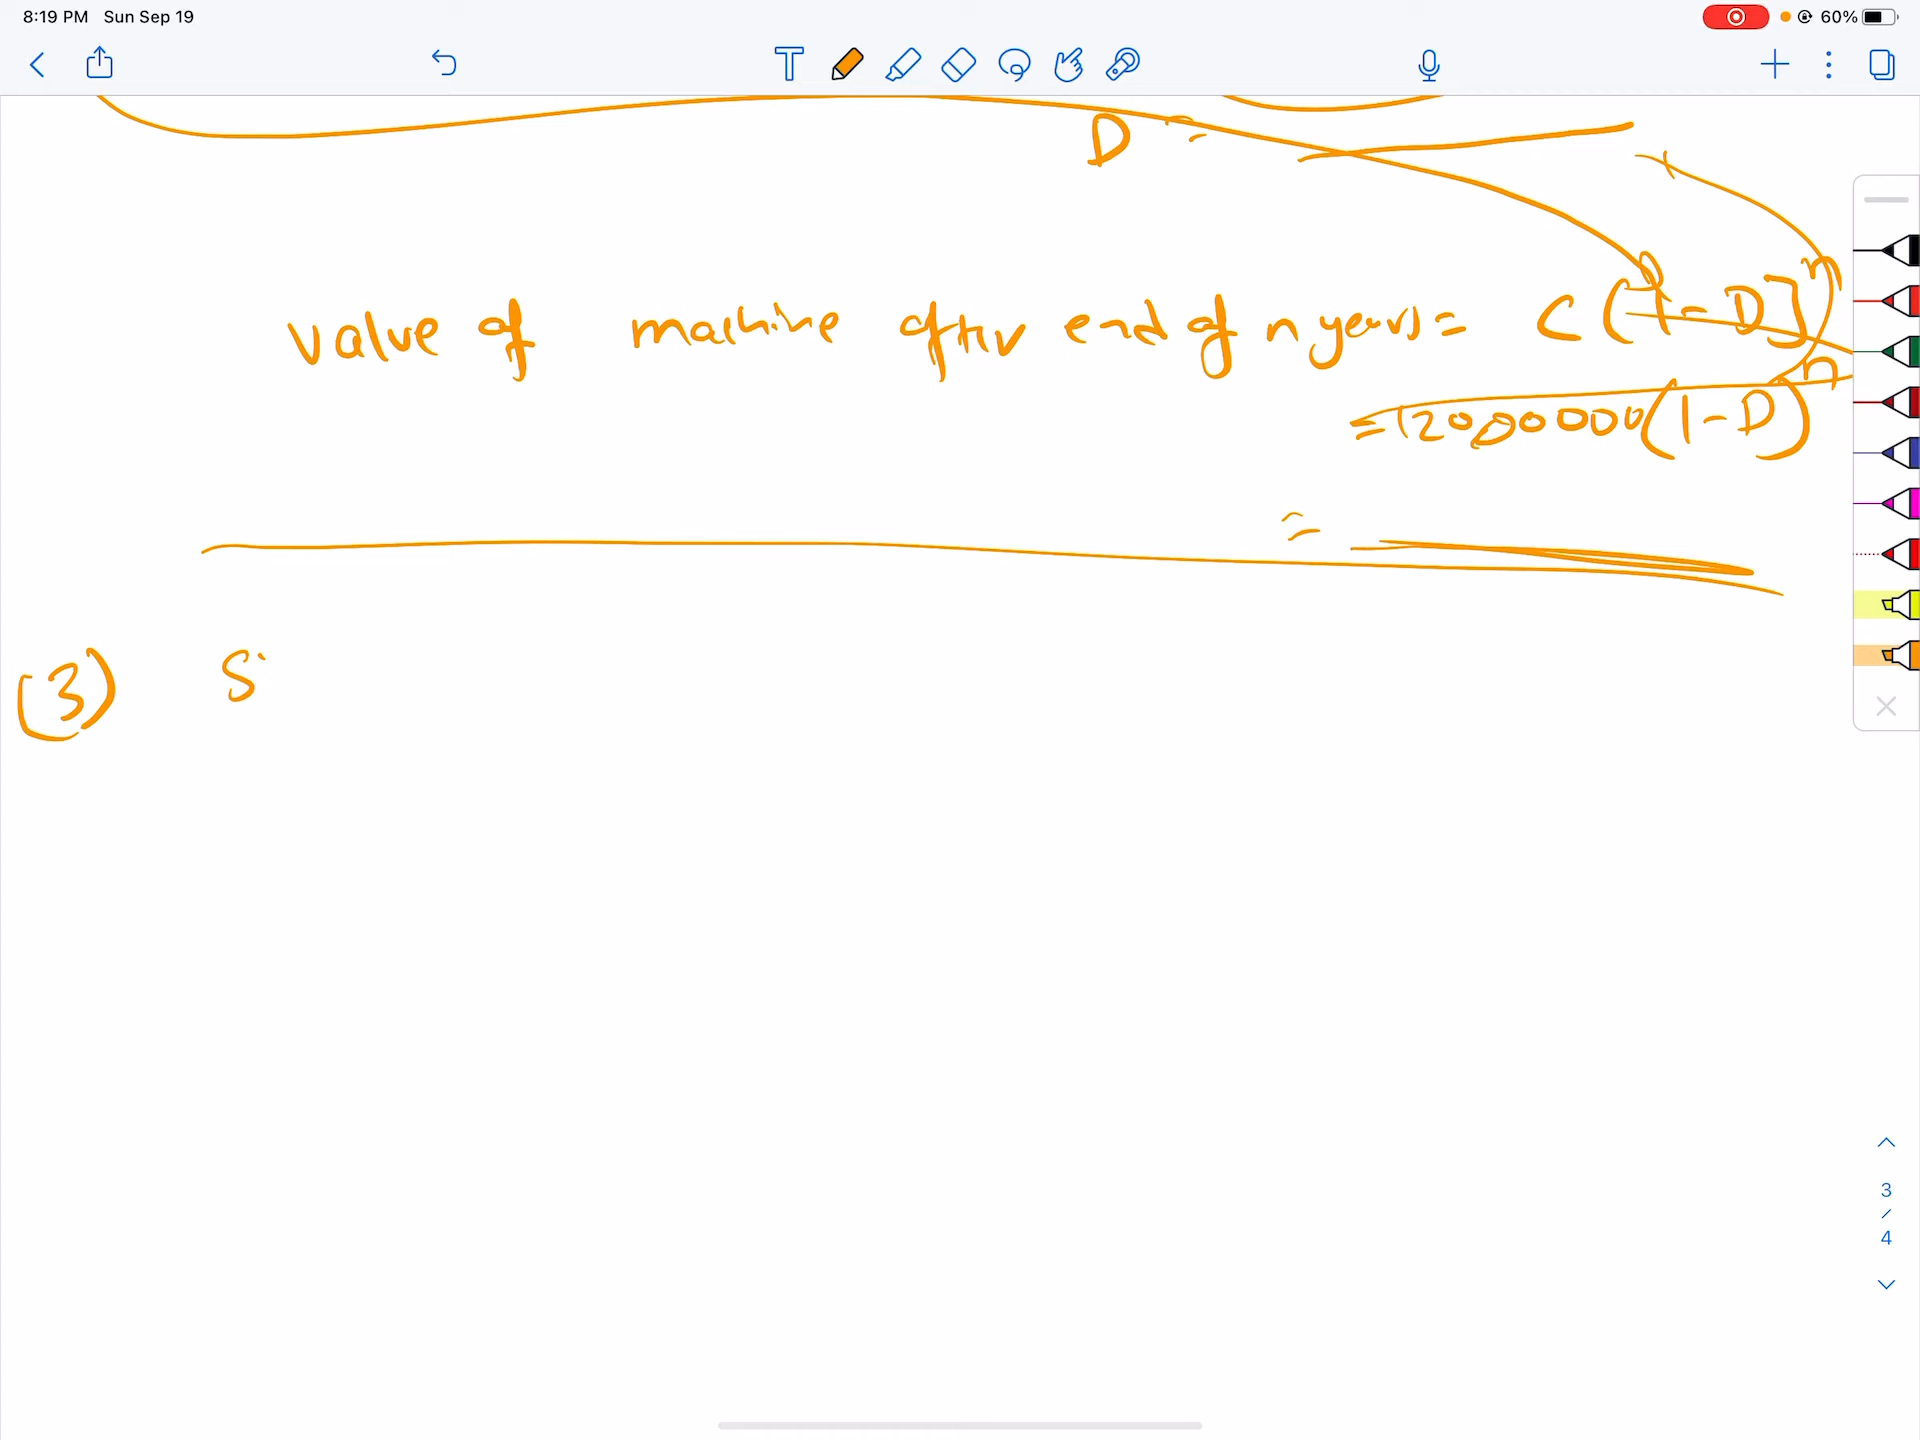 8:19 PM Sun Sep 19
60%
D =
Value of machine after end of n years = C (1-D)^n
= 12000000(1-D)^n
=
(3) S
3
/
4